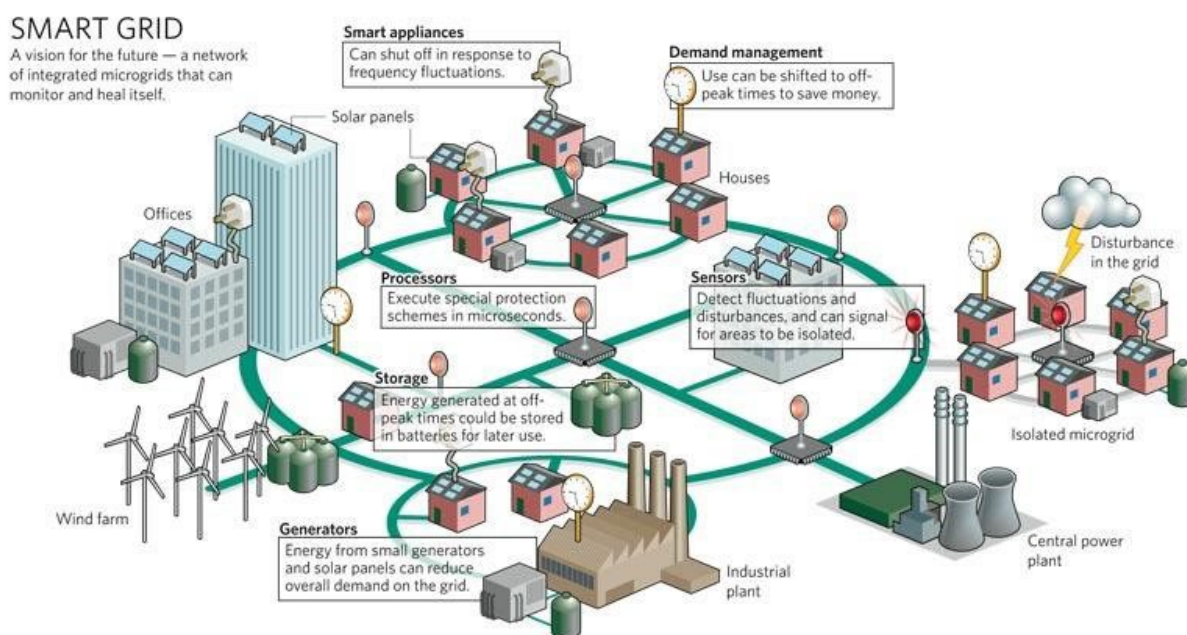 SMART GRID
A vision for the future — a network
of integrated microgrids that can
monitor and heal itself.
Smart appliances
Can shut off in response to
frequency fluctuations.
Demand management
Use can be shifted to off-
peak times to save money.
Solar panels
Houses
Offices
Disturbance
in the grid
Processors
Execute special protection
schemes in microseconds.
Sensors
Detect fluctuations and
disturbances, and can signal
for areas to be isolated.
Storage
Energy generated at off-
peak times could be stored
in batteries for later use.
Isolated microgrid
Wind farm
Generators
Energy from small generators
and solar panels can reduce
overall demand on the grid.
Industrial
plant
Central power
plant